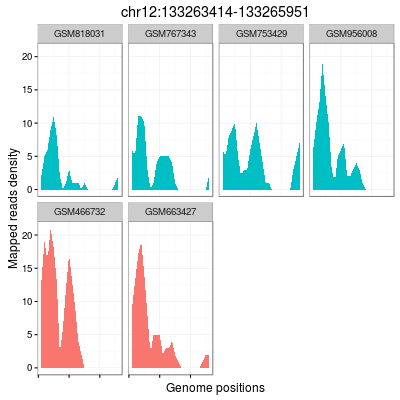 chr12:133263414-133265951
GSM818031 GSM767343 GSM753429 GSM956008
20
15
10
5
0
GSM466732 GSM663427
20
15
10
5
0
Mapped reads density
Genome positions